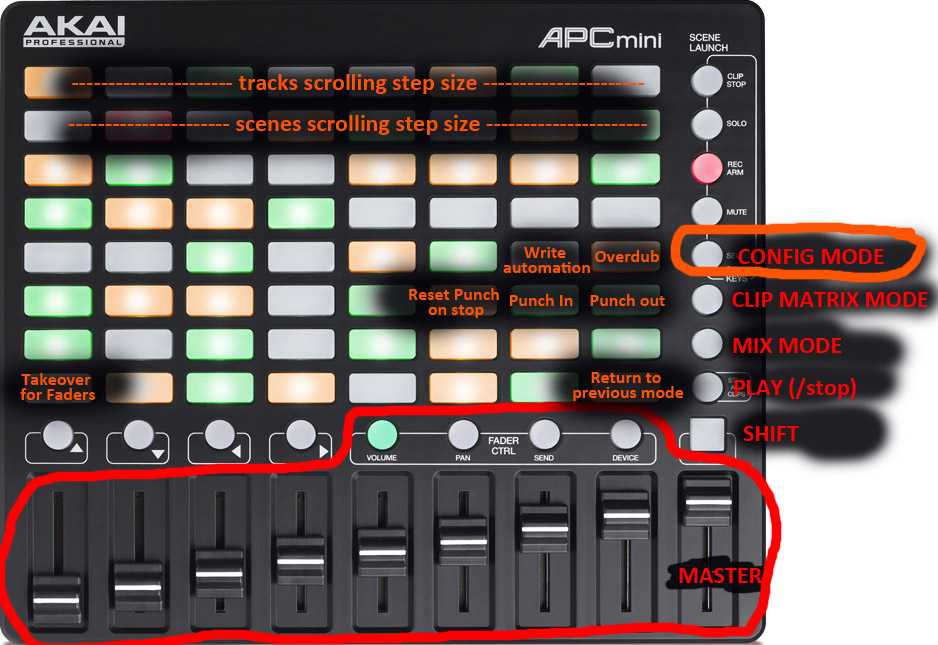 AKAI
PROFESSIONAL
APCmini
SCENE
LAUNCH
tracks scrolling step size
CLIP
STOP
scenes scrolling step size
SOLO
REC
ARM
MUTE
Write
automation
Overdub
CONFIG MODE
KEYS
Reset Punch
on stop
Punch In
Punch out
CLIP MATRIX MODE
MIX MODE
Takeover
for Faders
Return to
previous mode
PLAY (/stop)
SHIFT
VOLUME
PAN
FADER
CTRL
SEND
DEVICE
MASTER